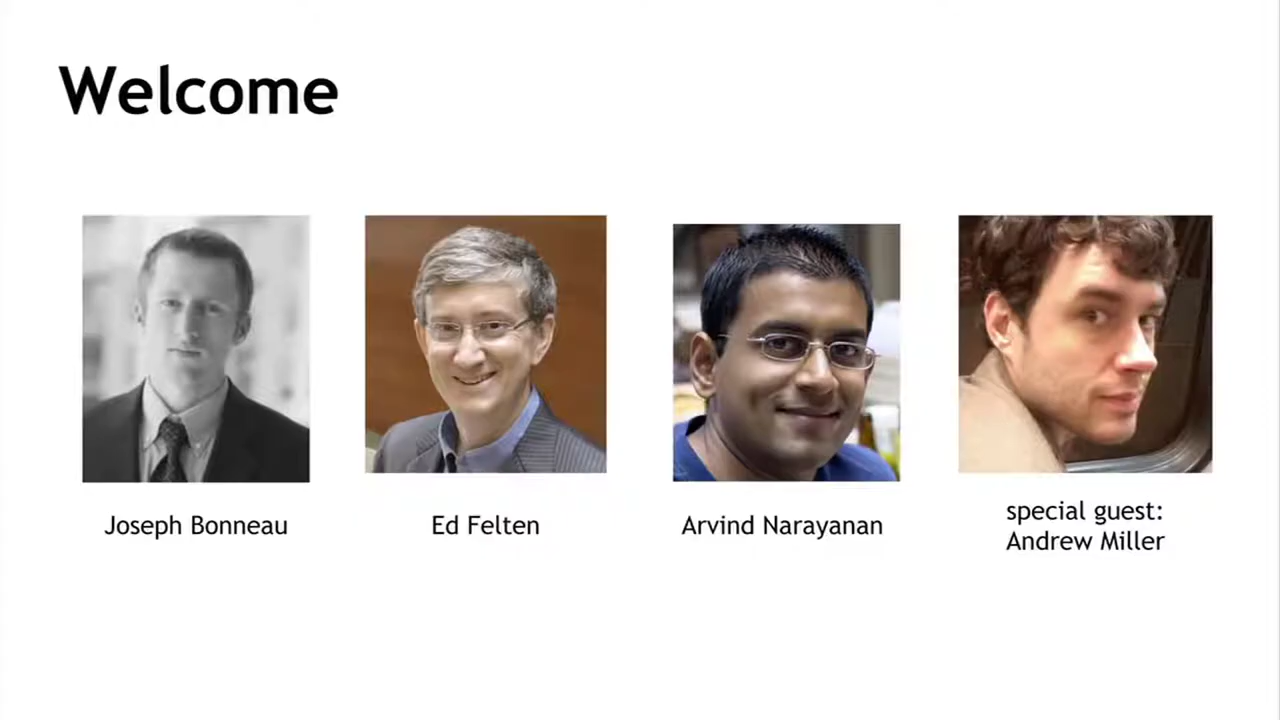 Welcome
Joseph Bonneau
Ed Felten
Arvind Narayanan
special guest:
Andrew Miller